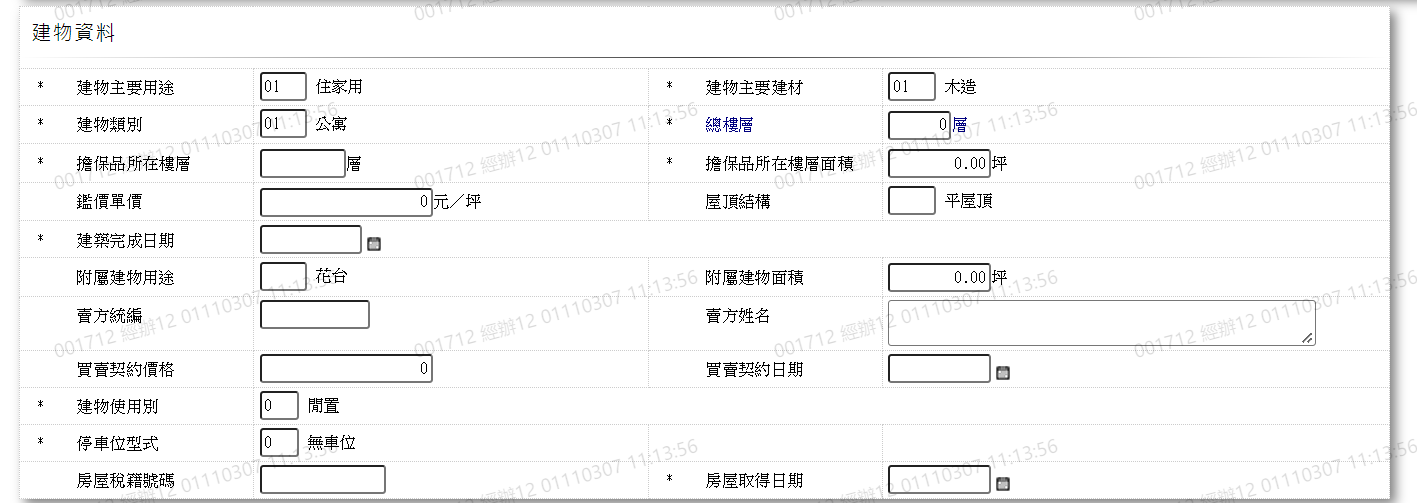 建物資料
* 建物主要用途 01 住家用 * 建物主要建材 01 木造
* 建物類別 01 公寓 * 總樓層 0 層
* 擔保品所在樓層 層 * 擔保品所在樓層面積 0.00 坪
鑑價單價 0 元／坪 屋頂結構 平屋頂
* 建築完成日期
附屬建物用途 花台 附屬建物面積 0.00 坪
賣方統編 賣方姓名
買賣契約價格 0 買賣契約日期
* 建物使用別 0 閒置
* 停車位型式 0 無車位
房屋稅籍號碼 * 房屋取得日期
001712 經辦12 01110307 11:13:56